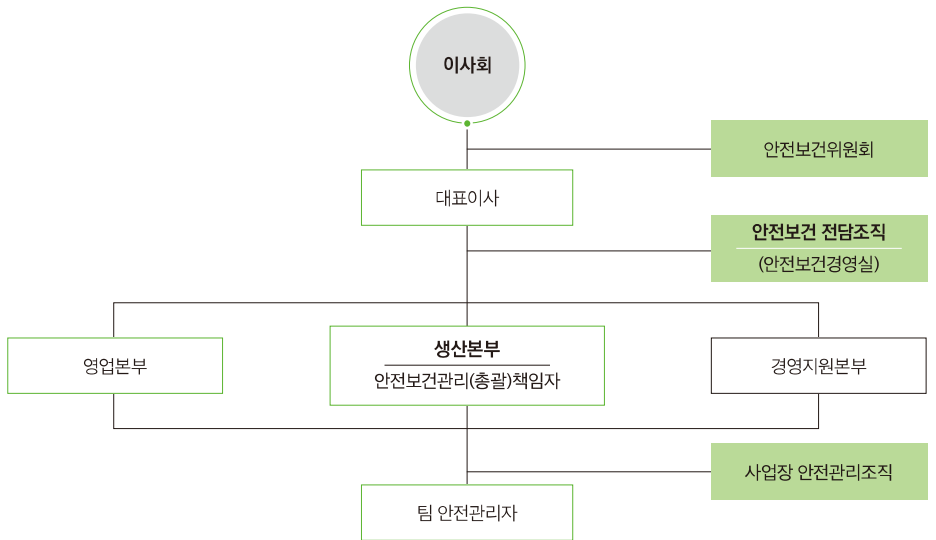 이사회
안전보건위원회
대표이사
안전보건 전담조직
(안전보건경영실)
영업본부
생산본부
안전보건관리(총괄)책임자
경영지원본부
사업장 안전관리조직
팀 안전관리자